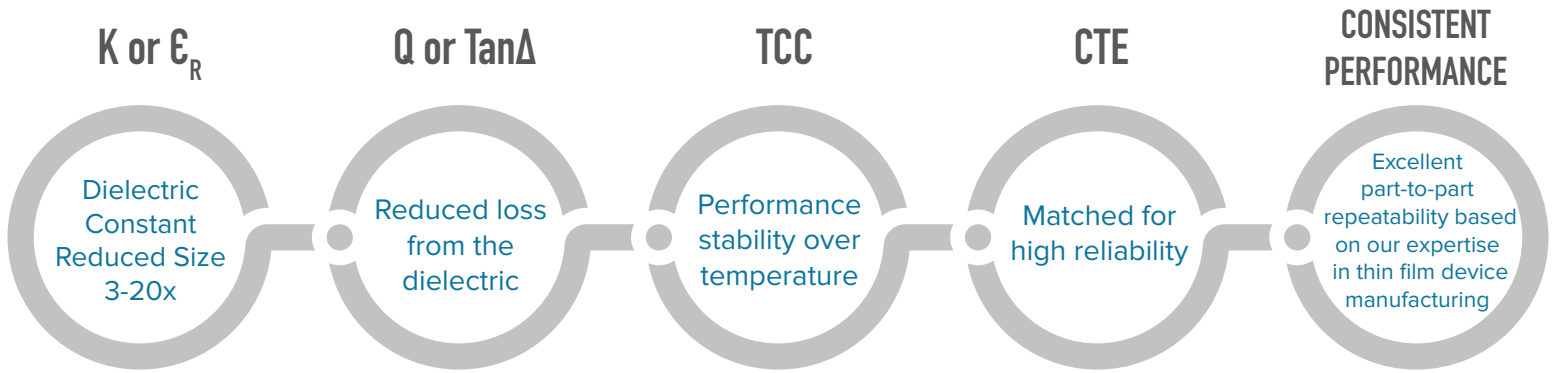 K or ЄR
Dielectric
Constant
Reduced Size
3-20x
Q or TanΔ
Reduced loss
from the
dielectric
TCC
Performance
stability over
temperature
CTE
Matched for
high reliability
CONSISTENT
PERFORMANCE
Excellent
part-to-part
repeatability based
on our expertise
in thin film device
manufacturing